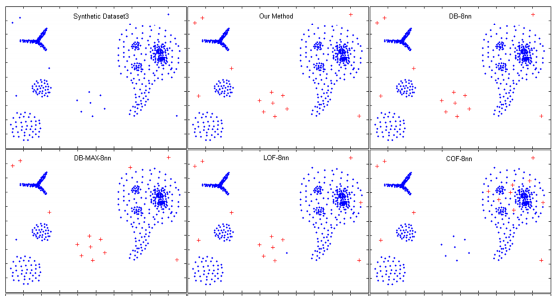 Synthetic Dataset3
Our Method
DB-8nn
DB-MAX-8nn
LOF-8nn
COF-8nn